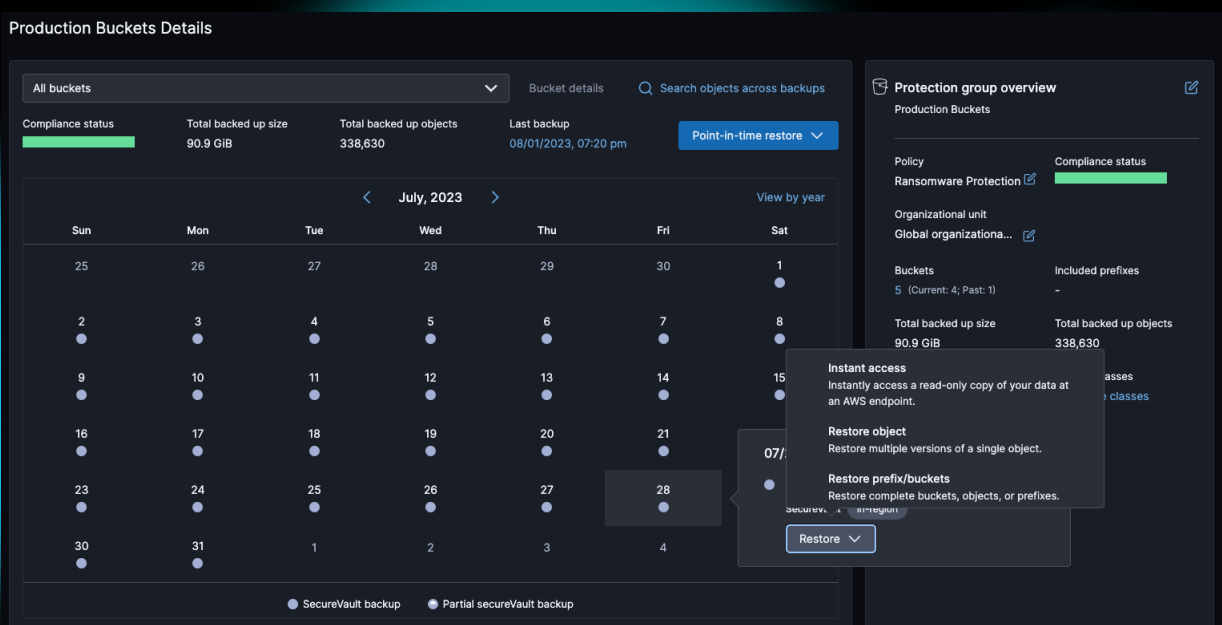 Production Buckets Details
All buckets
Bucket details
Search objects across backups
Compliance status
Total backed up size
90.9 GiB
Total backed up objects
338,630
Last backup
08/01/2023, 07:20 pm
Point-in-time restore
July, 2023
View by year
Sun Mon Tue Wed Thu Fri Sat
25 26 27 28 29 30 1
2 3 4 5 6 7 8
9 10 11 12 13 14 15
16 17 18 19 20 21
23 24 25 26 27 28
30 31 1 2 3 4
SecureVault backup
Partial secureVault backup
07/
in-region
Restore
Instant access
Instantly access a read-only copy of your data at
an AWS endpoint.
Restore object
Restore multiple versions of a single object.
Restore prefix/buckets
Restore complete buckets, objects, or prefixes.
Protection group overview
Production Buckets
Policy
Ransomware Protection
Compliance status
Organizational unit
Global organizationa...
Buckets
5 (Current: 4; Past: 1)
Included prefixes
-
Total backed up size
90.9 GiB
Total backed up objects
338,630
classes